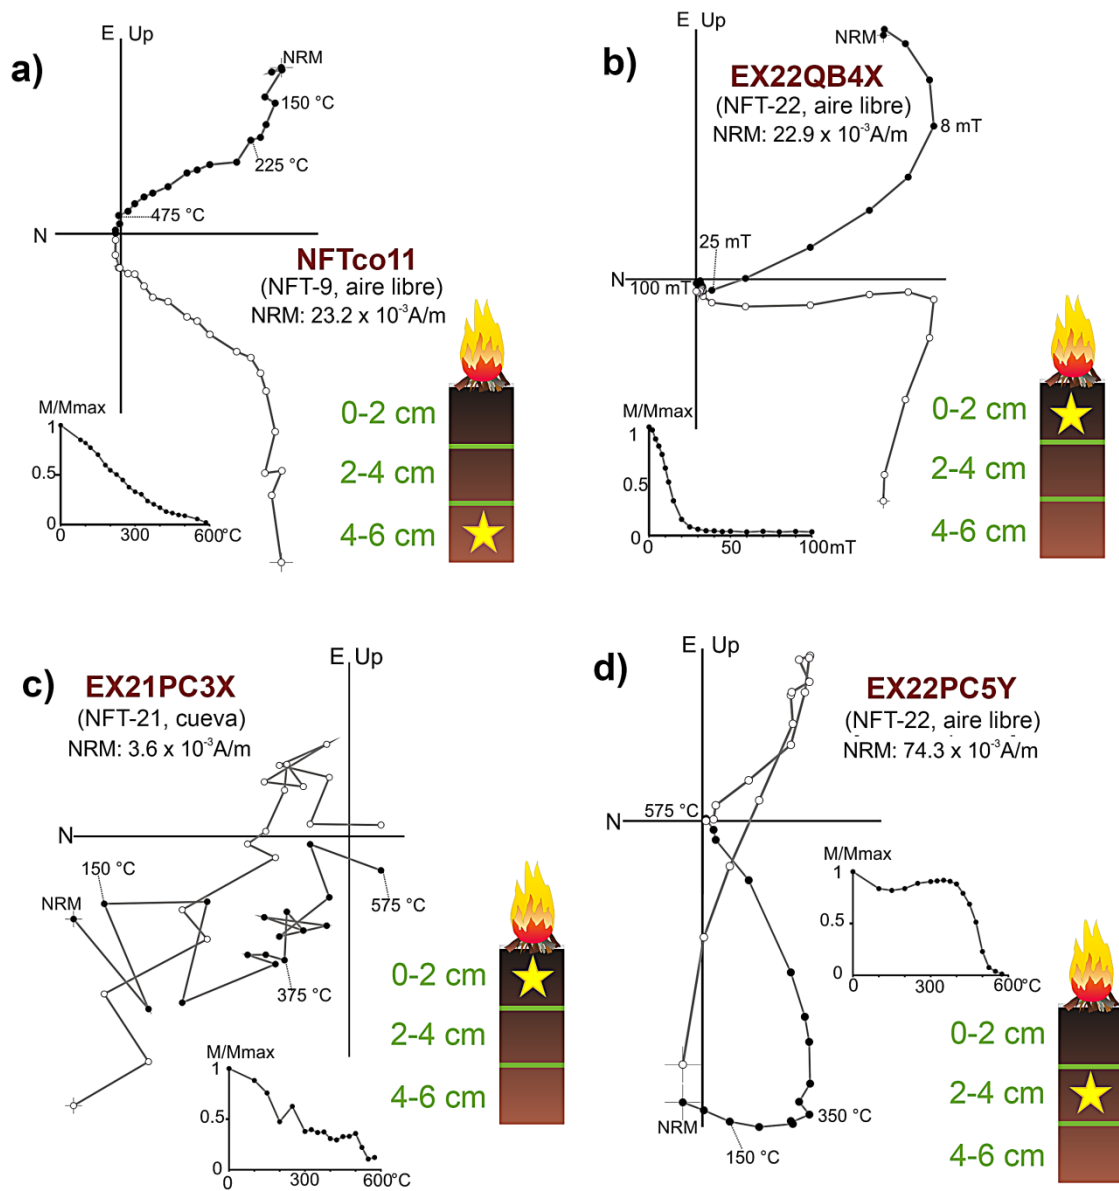 a)
E Up
NRM
150 °C
225 °C
475 °C
N
NFTco11
(NFT-9, aire libre)
NRM: 23.2 x 10⁻³A/m
M/Mmax
1
0.5
0
300
600°C
0-2 cm
2-4 cm
4-6 cm
b)
E Up
NRM
EX22QB4X
(NFT-22, aire libre)
NRM: 22.9 x 10⁻³A/m
8 mT
25 mT
N
100 mT
M/Mmax
1
0.5
0
0
50
100mT
0-2 cm
2-4 cm
4-6 cm
c)
E Up
EX21PC3X
(NFT-21, cueva)
NRM: 3.6 x 10⁻³A/m
N
150 °C
NRM
575 °C
375 °C
M/Mmax
1
0.5
0
0
300
600°C
0-2 cm
2-4 cm
4-6 cm
d)
E Up
EX22PC5Y
(NFT-22, aire libre)
NRM: 74.3 x 10⁻³A/m
575 °C
N
M/Mmax
1
0.5
0
0
300
600°C
NRM
350 °C
150 °C
0-2 cm
2-4 cm
4-6 cm